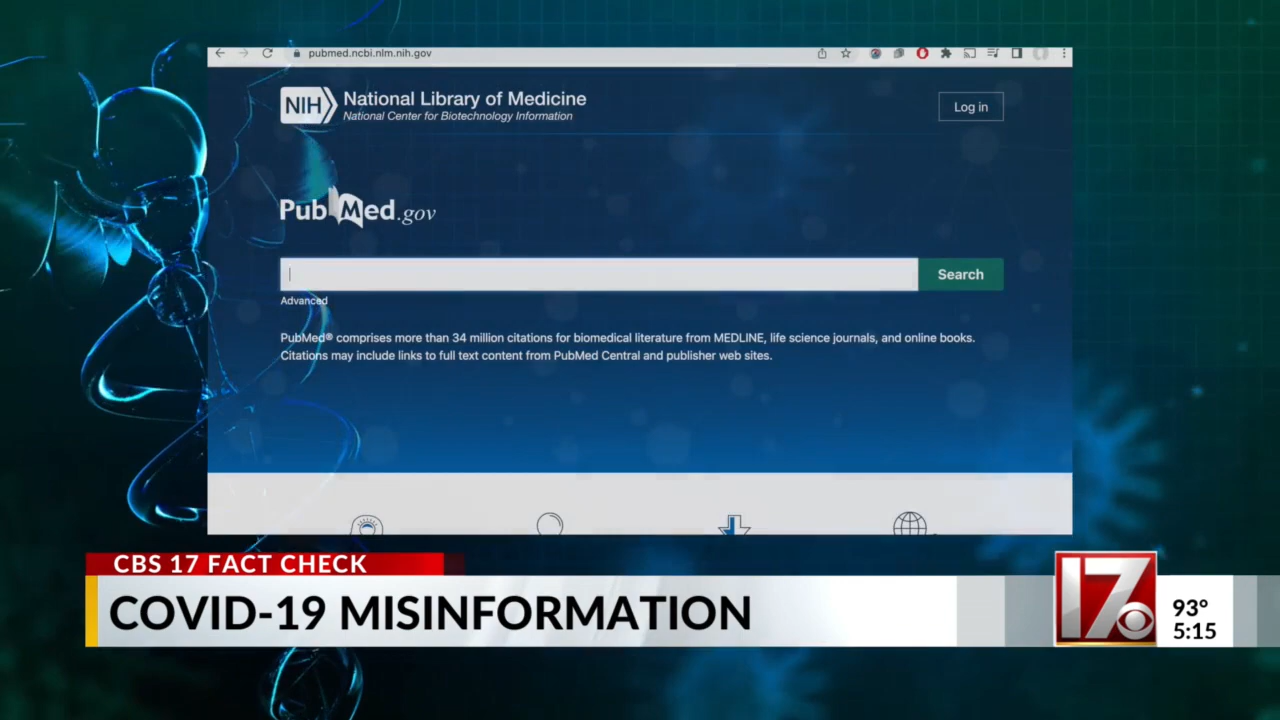 pubmed.ncbi.nlm.nih.gov
NIH
National Library of Medicine
National Center for Biotechnology Information
Log in
PubMed.gov
Search
Advanced
PubMed® comprises more than 34 million citations for biomedical literature from MEDLINE, life science journals, and online books.
Citations may include links to full text content from PubMed Central and publisher web sites.
CBS 17 FACT CHECK
COVID-19 MISINFORMATION
17
93°
5:15